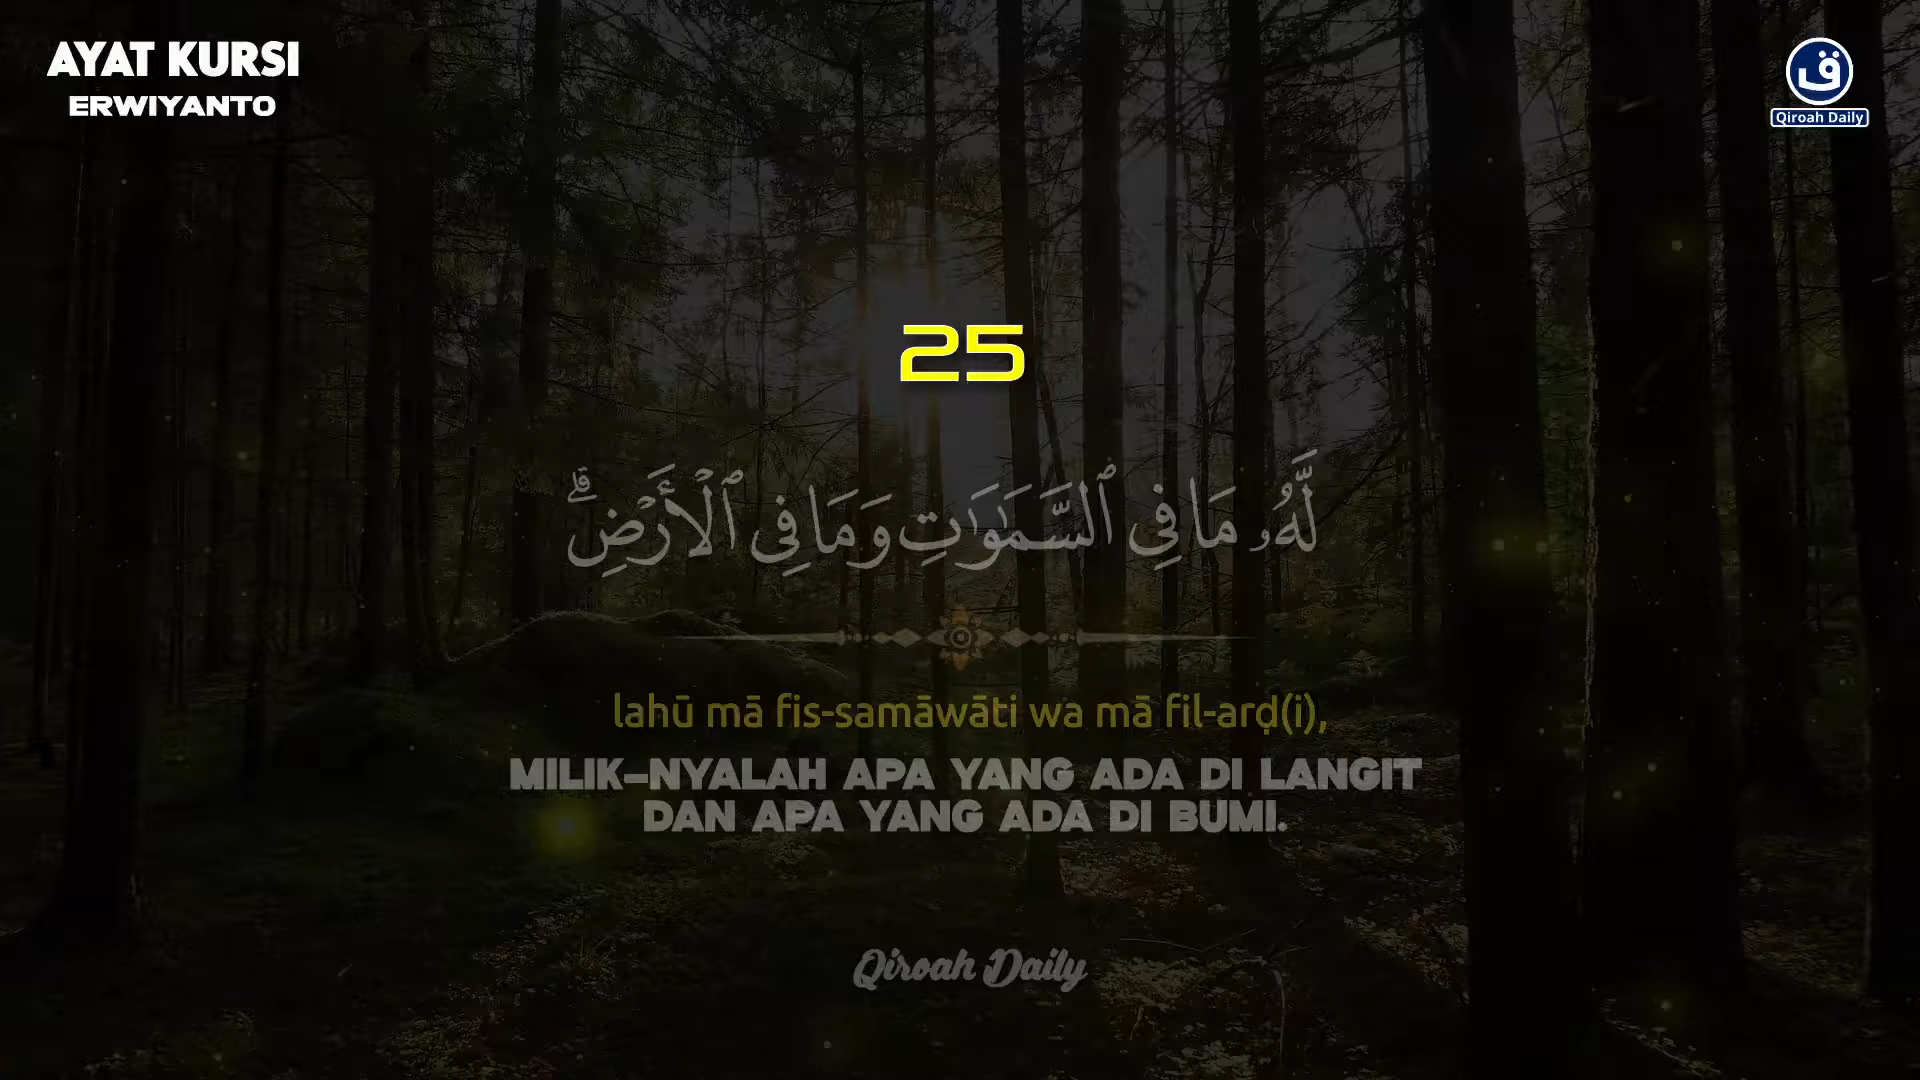 AYAT KURSI
ERWIYANTO
ق
Qiroah Daily
25
لَّهُۥ مَا فِى ٱلسَّمَٰوَٰتِ وَمَا فِى ٱلْأَرْضِ ۗ
lahū mā fis-samāwāti wa mā fil-arḍ(i),
MILIK-NYALAH APA YANG ADA DI LANGIT
DAN APA YANG ADA DI BUMI.
Qiroah Daily